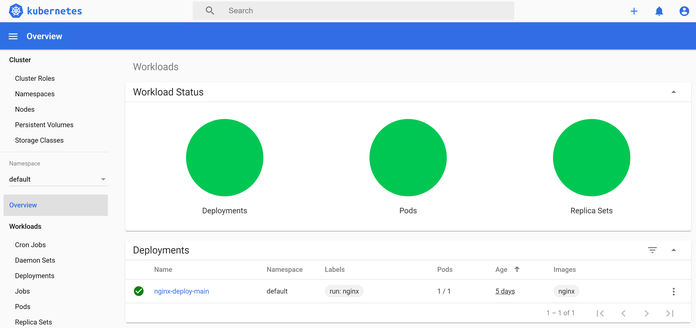 kubernetes
Search
Overview
Cluster
Cluster Roles
Namespaces
Nodes
Persistent Volumes
Storage Classes
Namespace
default
Overview
Workloads
Cron Jobs
Daemon Sets
Deployments
Jobs
Pods
Replica Sets
Workloads
Workload Status
Deployments Pods Replica Sets
Deployments
Name Namespace Labels Pods Age Images
nginx-deploy-main default run: nginx 1 / 1 5 days nginx
1 – 1 of 1